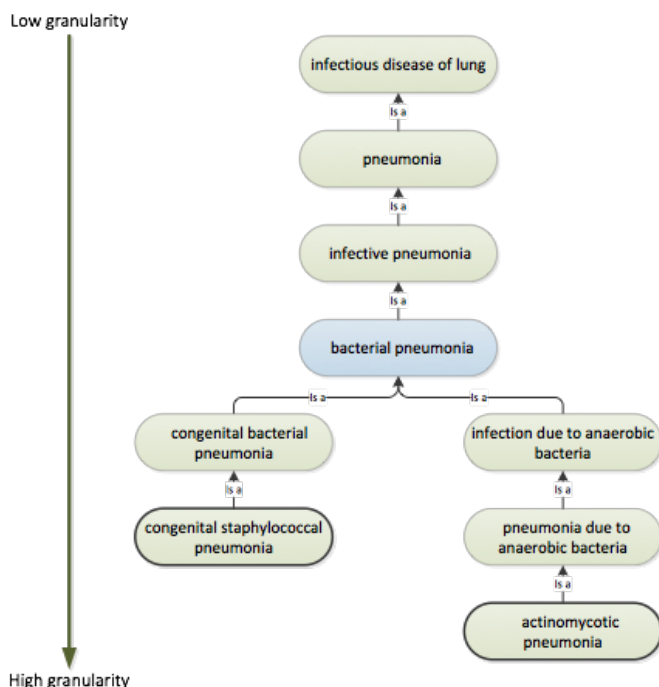 Low granularity
infectious disease of lung
Is a
pneumonia
Is a
infective pneumonia
Is a
bacterial pneumonia
Is a
Is a
congenital bacterial
pneumonia
infection due to anaerobic
bacteria
Is a
Is a
congenital staphylococcal
pneumonia
pneumonia due to
anaerobic bacteria
Is a
actinomycotic
pneumonia
High granularity